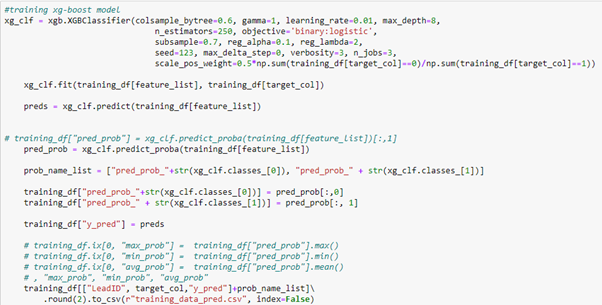 #training xg-boost model
xg_clf = xgb.XGBClassifier(colsample_bytree=0.6, gamma=1, learning_rate=0.01, max_depth=8,
n_estimators=250, objective='binary:logistic',
subsample=0.7, reg_alpha=0.1, reg_lambda=2,
seed=123, max_delta_step=0, verbosity=3, n_jobs=3,
scale_pos_weight=0.5*np.sum(training_df[target_col]==0)/np.sum(training_df[target_col]==1))
xg_clf.fit(training_df[feature_list], training_df[target_col])
preds = xg_clf.predict(training_df[feature_list])
# training_df["pred_prob"] = xg_clf.predict_proba(training_df[feature_list])[:,1]
pred_prob = xg_clf.predict_proba(training_df[feature_list])
prob_name_list = ["pred_prob_"+str(xg_clf.classes_[0]), "pred_prob_" + str(xg_clf.classes_[1])]
training_df["pred_prob_"+str(xg_clf.classes_[0])] = pred_prob[:,0]
training_df["pred_prob_" + str(xg_clf.classes_[1])] = pred_prob[:, 1]
training_df["y_pred"] = preds
# training_df.ix[0, "max_prob"] = training_df["pred_prob"].max()
# training_df.ix[0, "min_prob"] = training_df["pred_prob"].min()
# training_df.ix[0, "avg_prob"] = training_df["pred_prob"].mean()
# , "max_prob", "min_prob", "avg_prob"
training_df[["LeadID", target_col,"y_pred"]+prob_name_list]\
.round(2).to_csv(r"training_data_pred.csv", index=False)